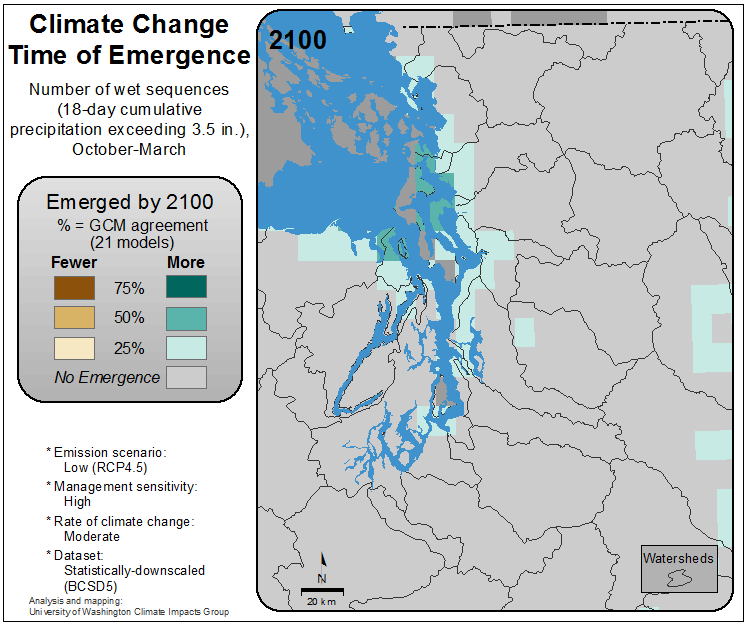 Climate Change
Time of Emergence
Number of wet sequences
(18-day cumulative
precipitation exceeding 3.5 in.),
October-March
Emerged by 2100
% = GCM agreement
(21 models)
Fewer More
75%
50%
25%
No Emergence
* Emission scenario:
Low (RCP4.5)
* Management sensitivity:
High
* Rate of climate change:
Moderate
* Dataset:
Statistically-downscaled
(BCSD5)
Analysis and mapping:
University of Washington Climate Impacts Group
2100
N
20 km
Watersheds